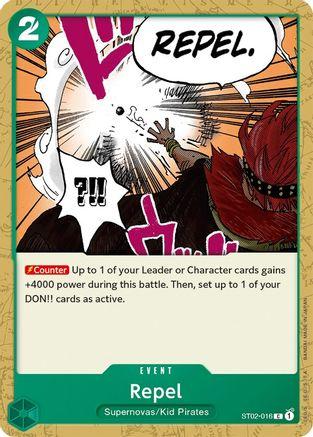 2
REPEL.
?!!
Counter Up to 1 of your Leader or Character cards gains
+4000 power during this battle. Then, set up to 1 of your
DON!! cards as active.
EVENT
Repel
Supernovas/Kid Pirates
ST02-016 C 1